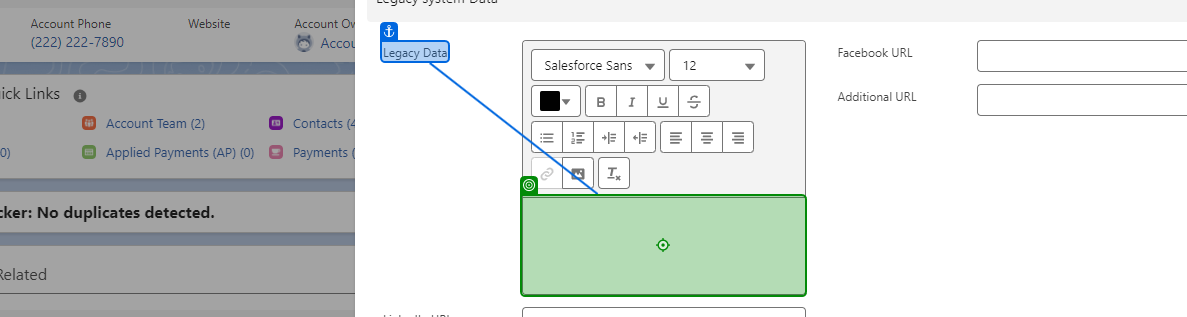 Legacy System Data
Account Phone
Website
Account Ow
(222) 222-7890
Accou
Legacy Data
Salesforce Sans
12
Facebook URL
Additional URL
B I U S
uick Links
Account Team (2)
Contacts (4
0)
Applied Payments (AP) (0)
Payments (
cker: No duplicates detected.
Related
LinkedIn URL